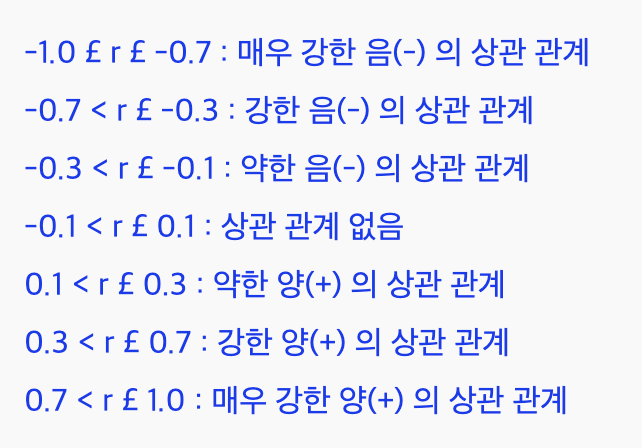 -1.0 £ r £ -0.7 : 매우 강한 음(-) 의 상관 관계
-0.7 < r £ -0.3 : 강한 음(-) 의 상관 관계
-0.3 < r £ -0.1 : 약한 음(-) 의 상관 관계
-0.1 < r £ 0.1 : 상관 관계 없음
0.1 < r £ 0.3 : 약한 양(+) 의 상관 관계
0.3 < r £ 0.7 : 강한 양(+) 의 상관 관계
0.7 < r £ 1.0 : 매우 강한 양(+) 의 상관 관계